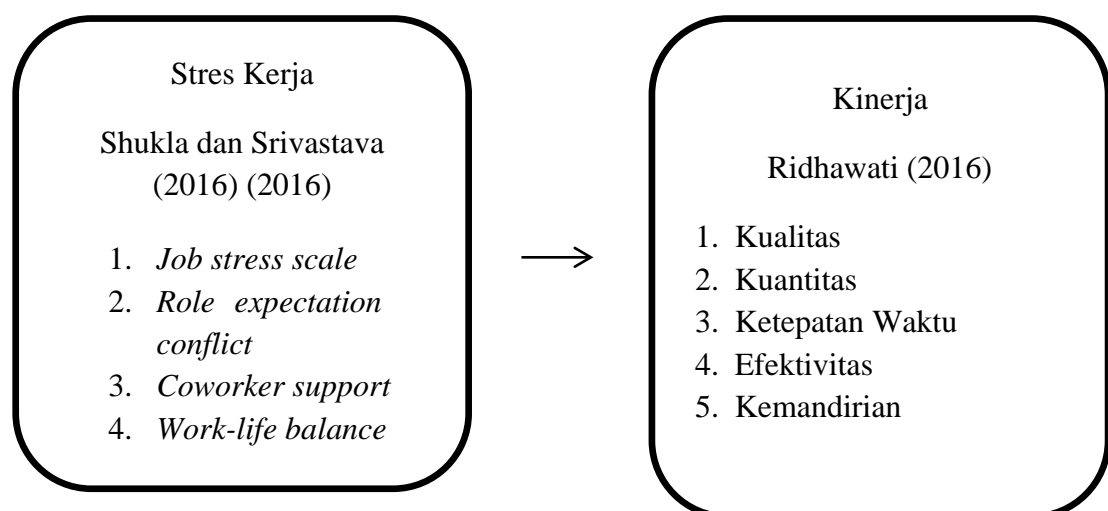 Stres Kerja
Shukla dan Srivastava
(2016) (2016)
1. Job stress scale
2. Role expectation
conflict
3. Coworker support
4. Work-life balance
Kinerja
Ridhawati (2016)
1. Kualitas
2. Kuantitas
3. Ketepatan Waktu
4. Efektivitas
5. Kemandirian